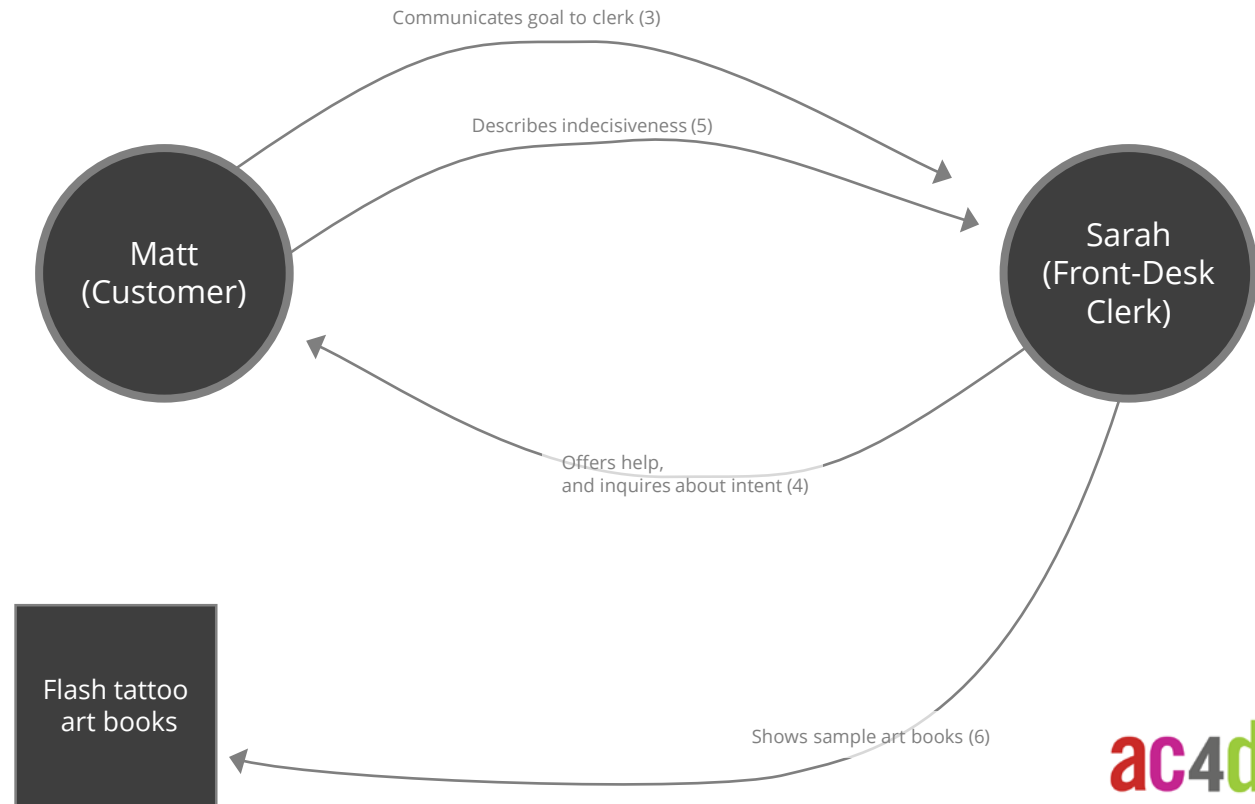 Communicates goal to clerk (3)
Describes indecisiveness (5)
Matt
(Customer)
Sarah
(Front-Desk
Clerk)
Offers help,
and inquires about intent (4)
Flash tattoo
art books
Shows sample art books (6)
ac4d